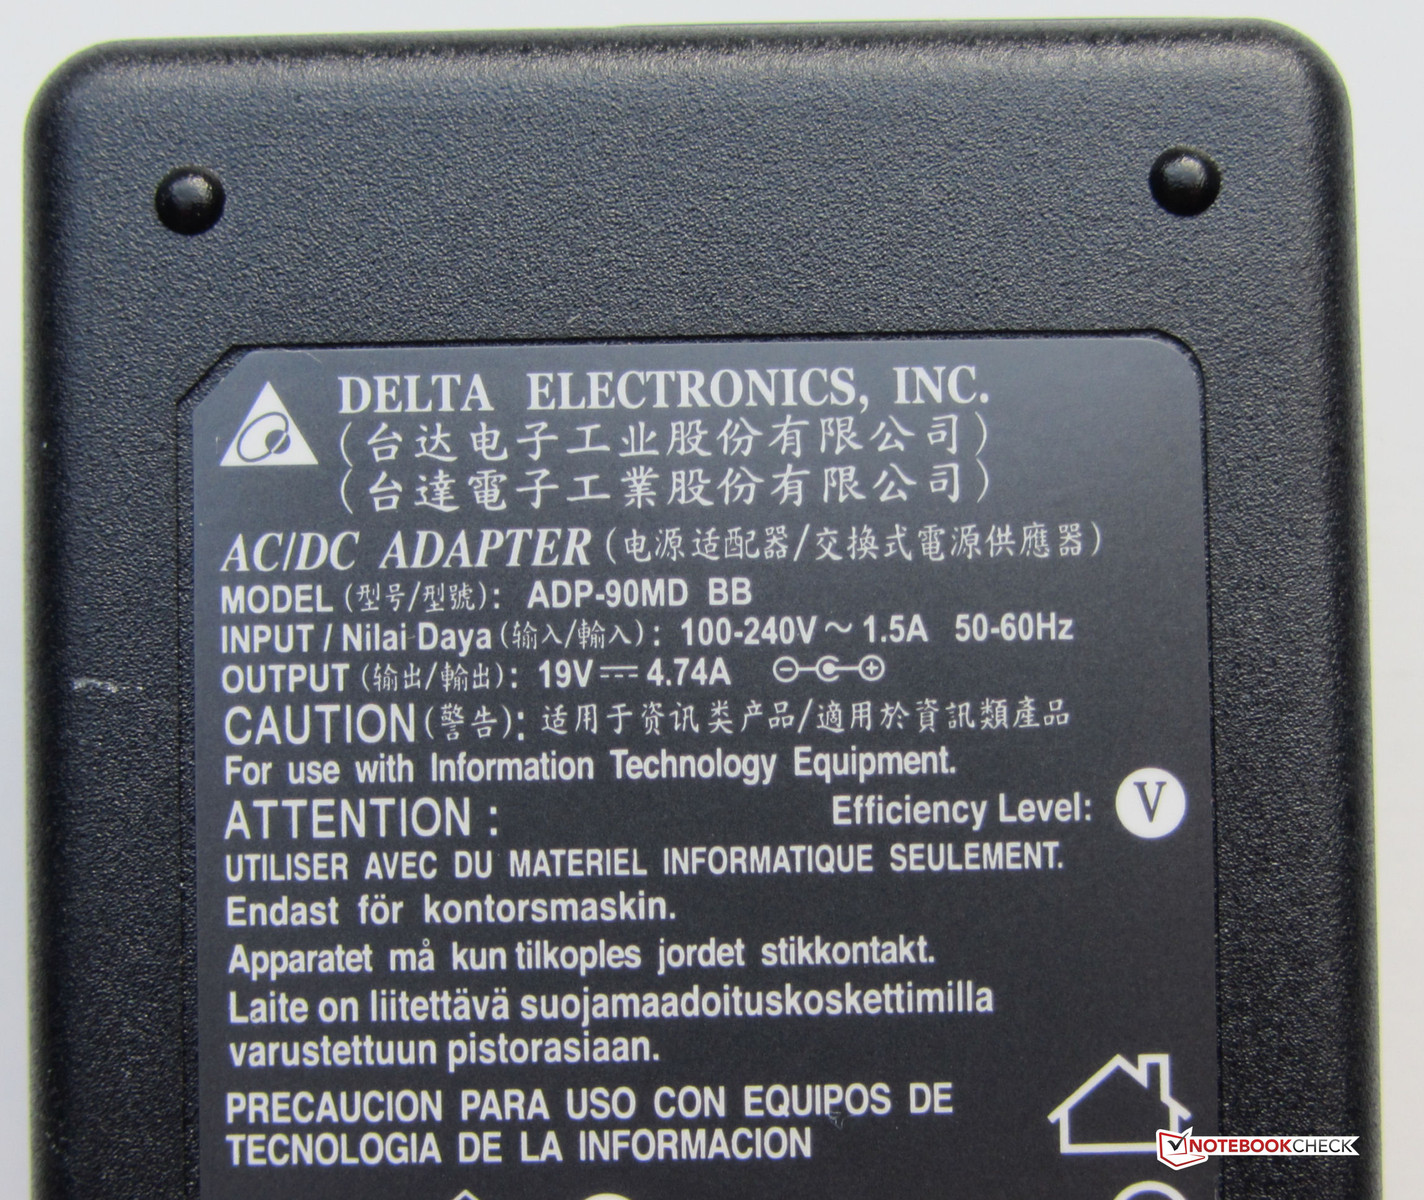 DELTA ELECTRONICS, INC.
(台达电子工业股份有限公司)
(台達電子工業股份有限公司)
AC/DC ADAPTER (电源适配器/交換式電源供應器)
MODEL (型号/型號): ADP-90MD BB
INPUT / Nilai Daya (输入/輸入): 100-240V~1.5A 50-60Hz
OUTPUT (输出/輸出): 19V⎓4.74A
CAUTION (警告): 适用于资讯类产品/適用於資訊類產品
For use with Information Technology Equipment.
ATTENTION :
Efficiency Level: V
UTILISER AVEC DU MATERIEL INFORMATIQUE SEULEMENT.
Endast för kontorsmaskin.
Apparatet må kun tilkoples jordet stikkontakt.
Laite on liitettävä suojamaadoituskoskettimilla
varustettuun pistorasiaan.
PRECAUCION PARA USO CON EQUIPOS DE
TECNOLOGIA DE LA INFORMACION
NOTEBOOKCHECK